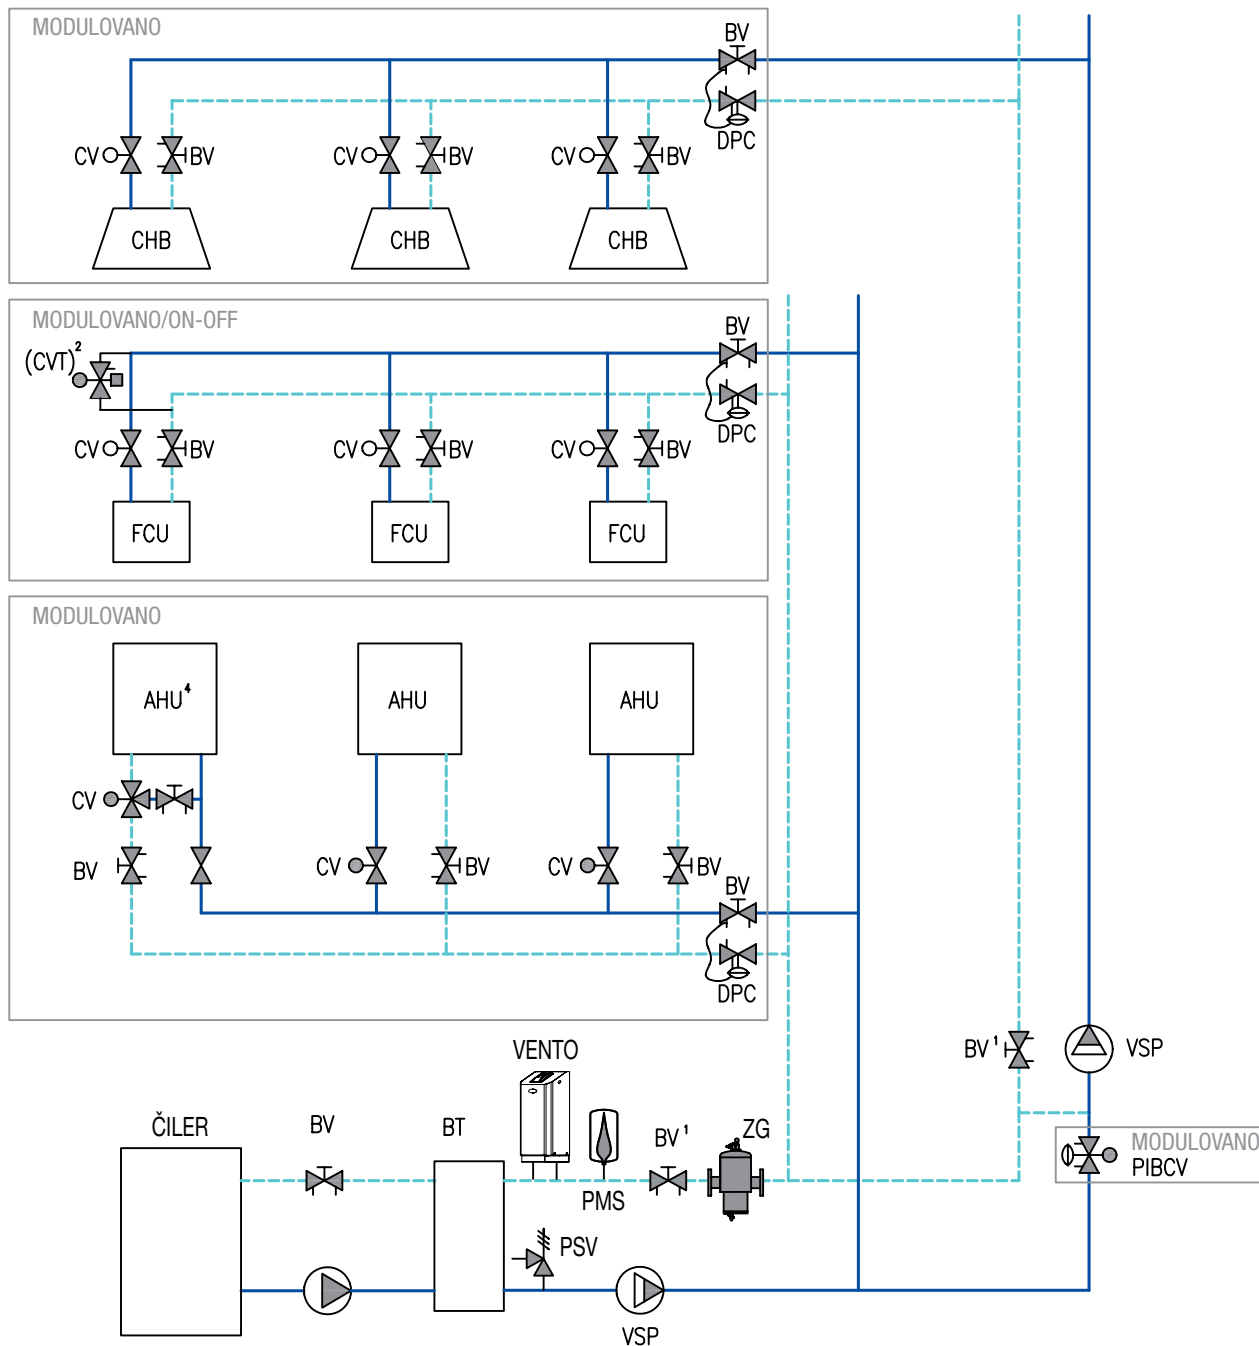 MODULOVANO
BV
DPC
CV BV CV BV CV BV
CHB CHB CHB
MODULOVANO/ON-OFF
(CVT)²
BV
DPC
CV BV CV BV CV BV
FCU FCU FCU
MODULOVANO
AHU⁴ AHU AHU
CV
BV CV BV CV BV
BV
DPC
BV¹ VSP
VENTO
ČILER BV BT BV¹ ZG
MODULOVANO
PIBCV
PMS
PSV
VSP